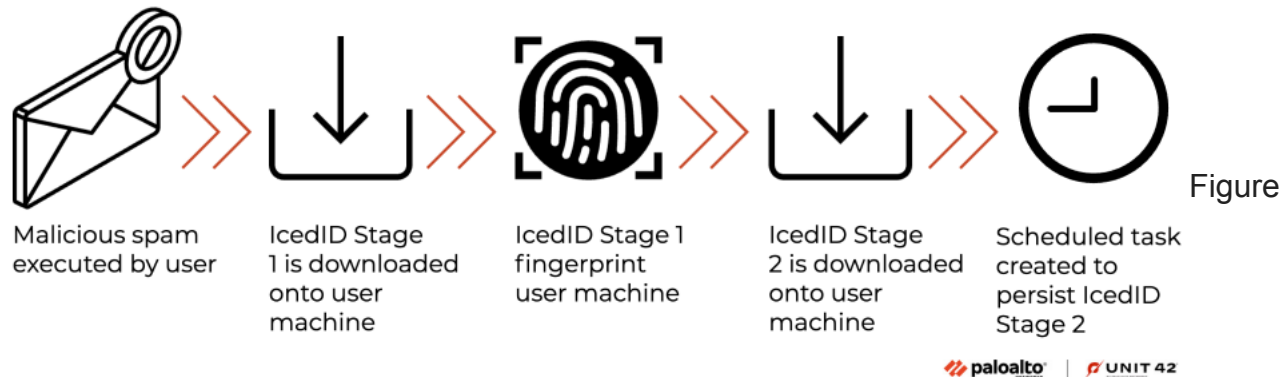 Malicious spam
executed by user
IcedID Stage
1 is downloaded
onto user
machine
IcedID Stage 1
fingerprint
user machine
IcedID Stage
2 is downloaded
onto user
machine
Scheduled task
created to
persist IcedID
Stage 2
Figure
paloalto
UNIT 42